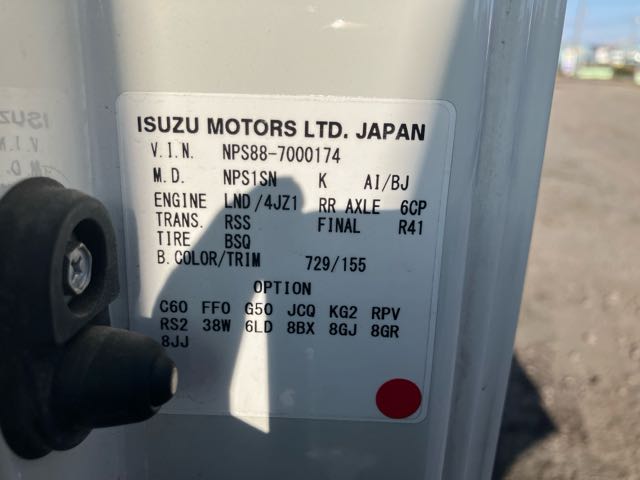 ISUZU MOTORS LTD. JAPAN
V.I.N. NPS88-7000174
M.D. NPS1SN K AI/BJ
ENGINE LND/4JZ1 RR AXLE 6CP
TRANS. RSS FINAL R41
TIRE BSQ
B.COLOR/TRIM 729/155
OPTION
C60 FF0 G50 JCQ KG2 RPV
RS2 38W 6LD 8BX 8GJ 8GR
8JJ